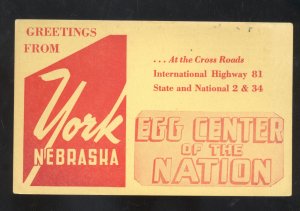 GREETINGS
FROM
York
NEBRASKA
... At the Cross Roads
International Highway 81
State and National 2 & 34
EGG CENTER
OF THE
NATION